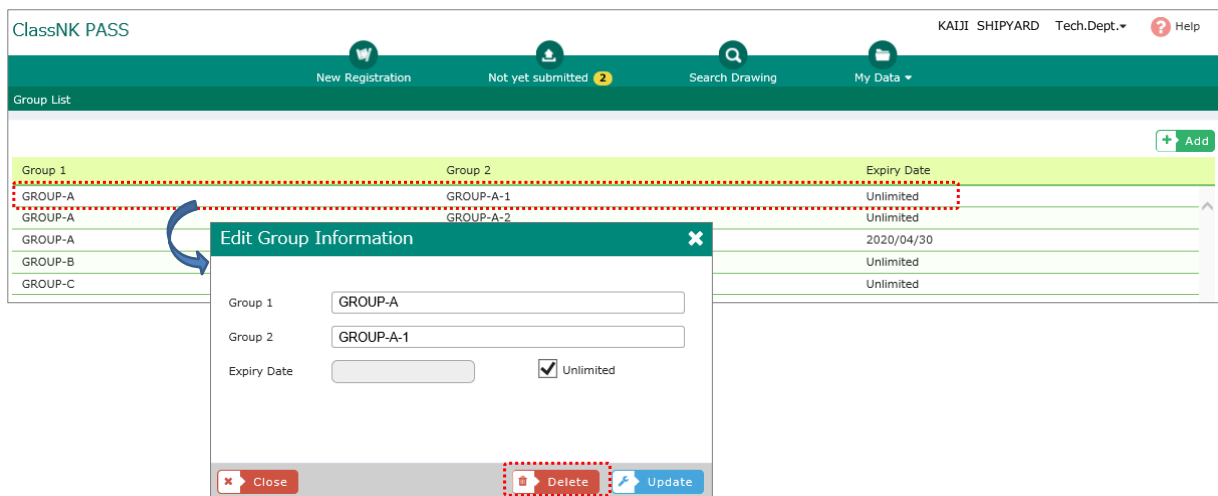 ClassNK PASS
KAIJI SHIPYARD Tech.Dept.
Help
New Registration
Not yet submitted 2
Search Drawing
My Data
Group List
Add
Group 1 Group 2 Expiry Date
GROUP-A GROUP-A-1 Unlimited
GROUP-A GROUP-A-2 Unlimited
GROUP-A 2020/04/30
GROUP-B Unlimited
GROUP-C Unlimited
Edit Group Information
Group 1 GROUP-A
Group 2 GROUP-A-1
Expiry Date Unlimited
Close Delete Update